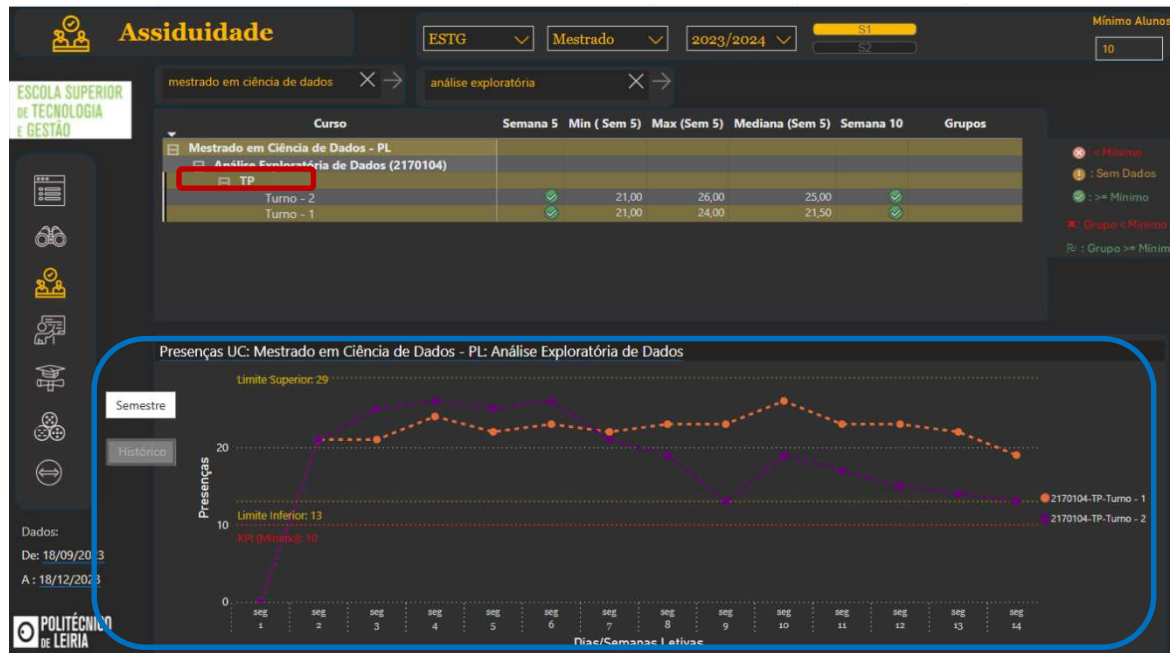 Assiduidade
ESTG
Mestrado
2023/2024
S1
S2
Mínimo Alunos
10
mestrado em ciência de dados
análise exploratória
ESCOLA SUPERIOR
DE TECNOLOGIA
E GESTÃO
Curso Semana 5 Min ( Sem 5) Max (Sem 5) Mediana (Sem 5) Semana 10 Grupos
Mestrado em Ciência de Dados - PL
Análise Exploratória de Dados (2170104)
TP
Turno - 2 21,00 26,00 25,00
Turno - 1 21,00 24,00 21,50
< Mínimo
: Sem Dados
: >= Mínimo
: Grupo < Mínimo
: Grupo >= Mínim
Presenças UC: Mestrado em Ciência de Dados - PL: Análise Exploratória de Dados
Semestre
Histórico
Limite Superior: 29
20
Presenças
Limite Inferior: 13
10
KPI (Mínimo): 10
0
2170104-TP-Turno - 1
2170104-TP-Turno - 2
seg seg seg seg seg seg seg seg seg seg seg seg seg seg
1 2 3 4 5 6 7 8 9 10 11 12 13 14
Dias/Semanas Letivas
Dados:
De: 18/09/2023
A : 18/12/2023
POLITÉCNICO
DE LEIRIA